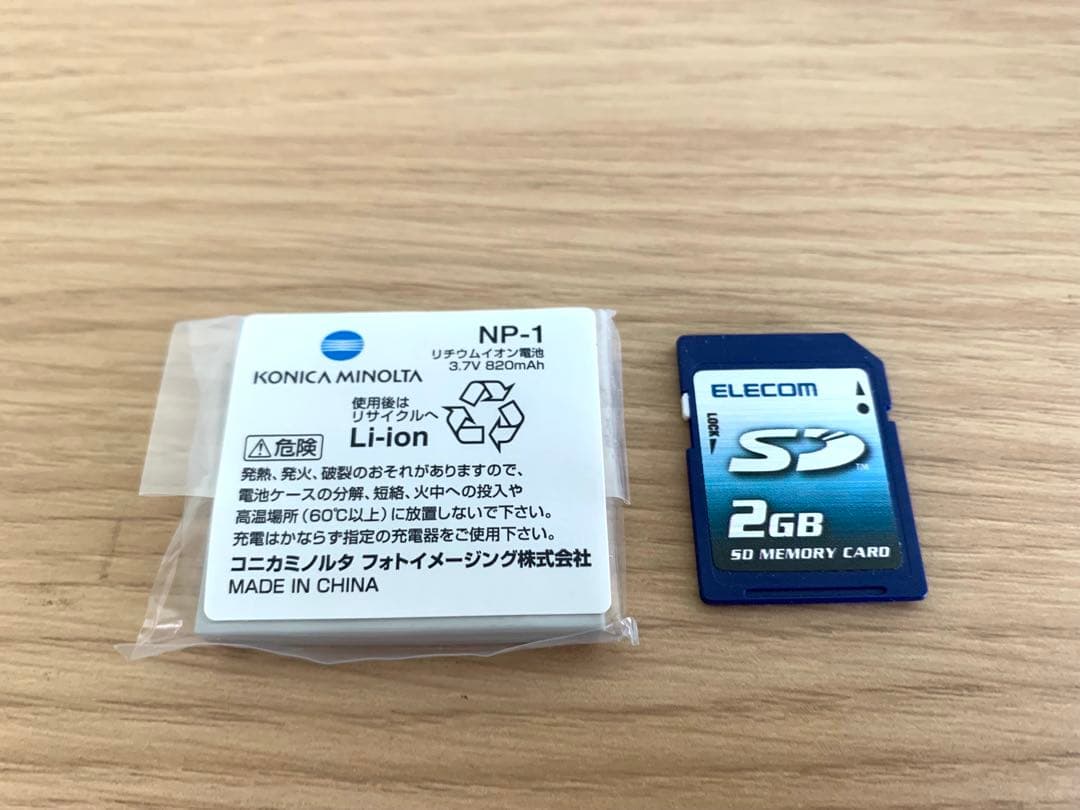 NP-1
リチウムイオン電池
3.7V 820mAh
KONICA MINOLTA
使用後は
リサイクルへ
Li-ion
危険
発熱、発火、破裂のおそれがありますので、
電池ケースの分解、短絡、火中への投入や
高温場所(60℃以上)に放置しないで下さい。
充電はかならず指定の充電器をご使用下さい。
コニカミノルタ フォトイメージング株式会社
MADE IN CHINA
ELECOM
LOCK
SD
TM
2GB
SD MEMORY CARD